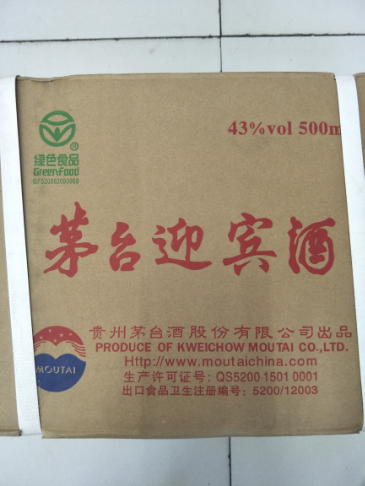 43%vol 500m
绿色食品
GreenFood
茅台迎宾酒
MOUTAI
贵州茅台酒股份有限公司出品
PRODUCE OF KWEICHOW MOUTAI CO.,LTD.
Http://www.moutaichina.com
生产许可证号: QS5200 1501 0001
出口食品卫生注册编号: 5200/12003